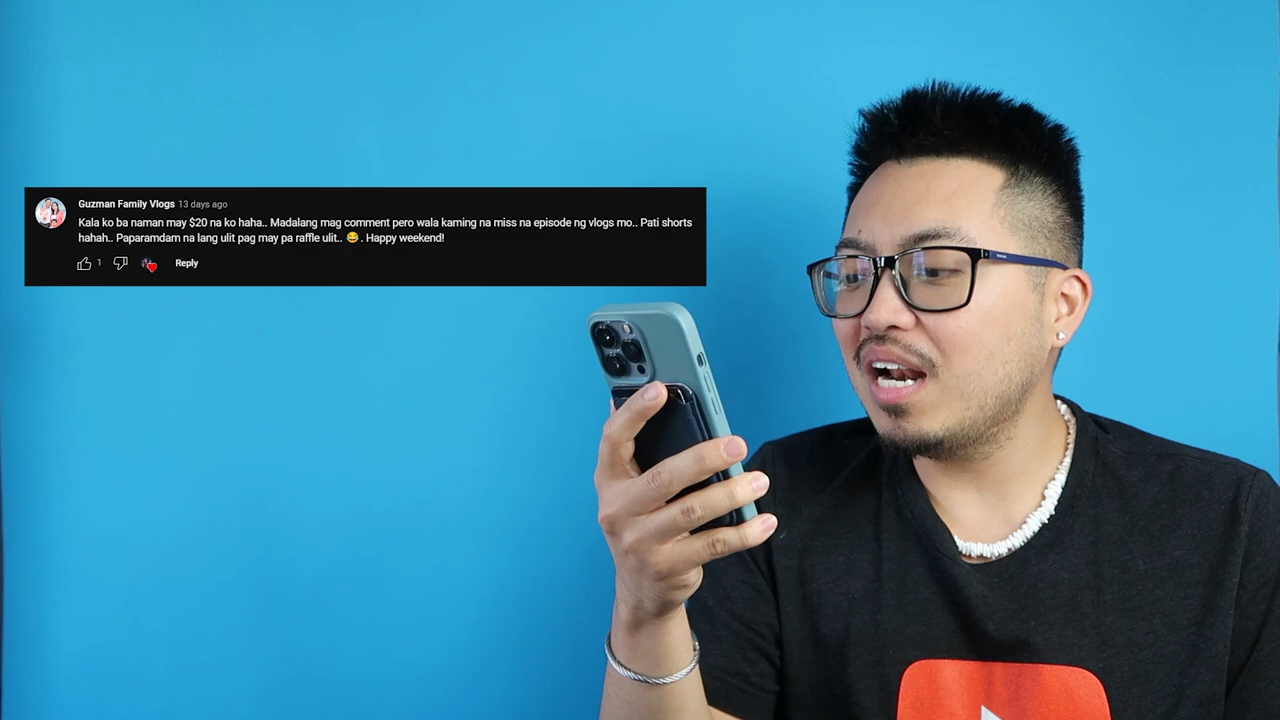 Guzman Family Vlogs 13 days ago
Kala ko ba naman may $20 na ko haha.. Madalang mag comment pero wala kaming na miss na episode ng vlogs mo.. Pati shorts
hahah.. Paparamdam na lang ulit pag may pa raffle ulit.. 😂 . Happy weekend!
1
Reply